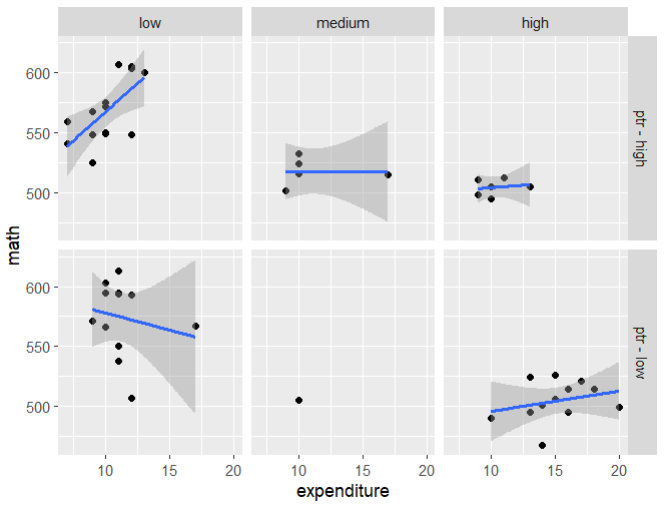 low medium high
600
550
500
ptr - high
math
600
550
500
ptr - low
10 15 20 10 15 20 10 15 20
expenditure